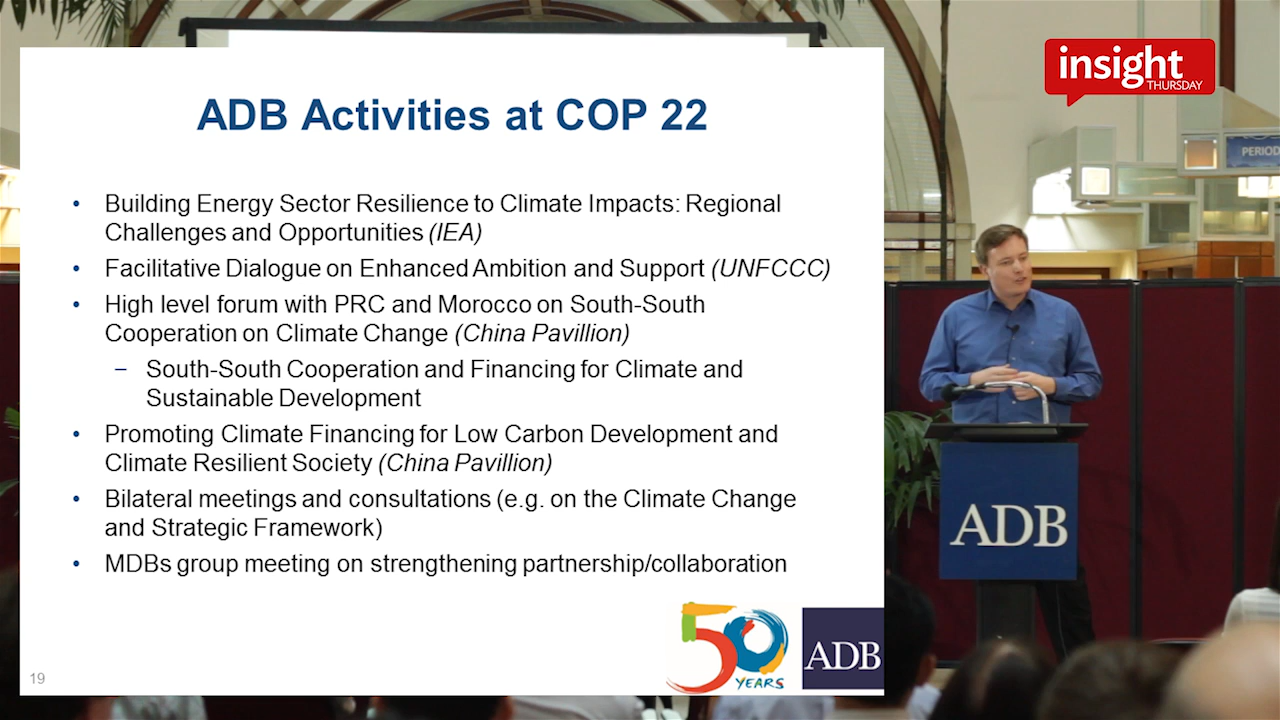 insight
THURSDAY
PERIOD
ADB Activities at COP 22
• Building Energy Sector Resilience to Climate Impacts: Regional
Challenges and Opportunities (IEA)
• Facilitative Dialogue on Enhanced Ambition and Support (UNFCCC)
• High level forum with PRC and Morocco on South-South
Cooperation on Climate Change (China Pavillion)
– South-South Cooperation and Financing for Climate and
Sustainable Development
• Promoting Climate Financing for Low Carbon Development and
Climate Resilient Society (China Pavillion)
• Bilateral meetings and consultations (e.g. on the Climate Change
and Strategic Framework)
• MDBs group meeting on strengthening partnership/collaboration
50
YEARS
ADB
19
ADB